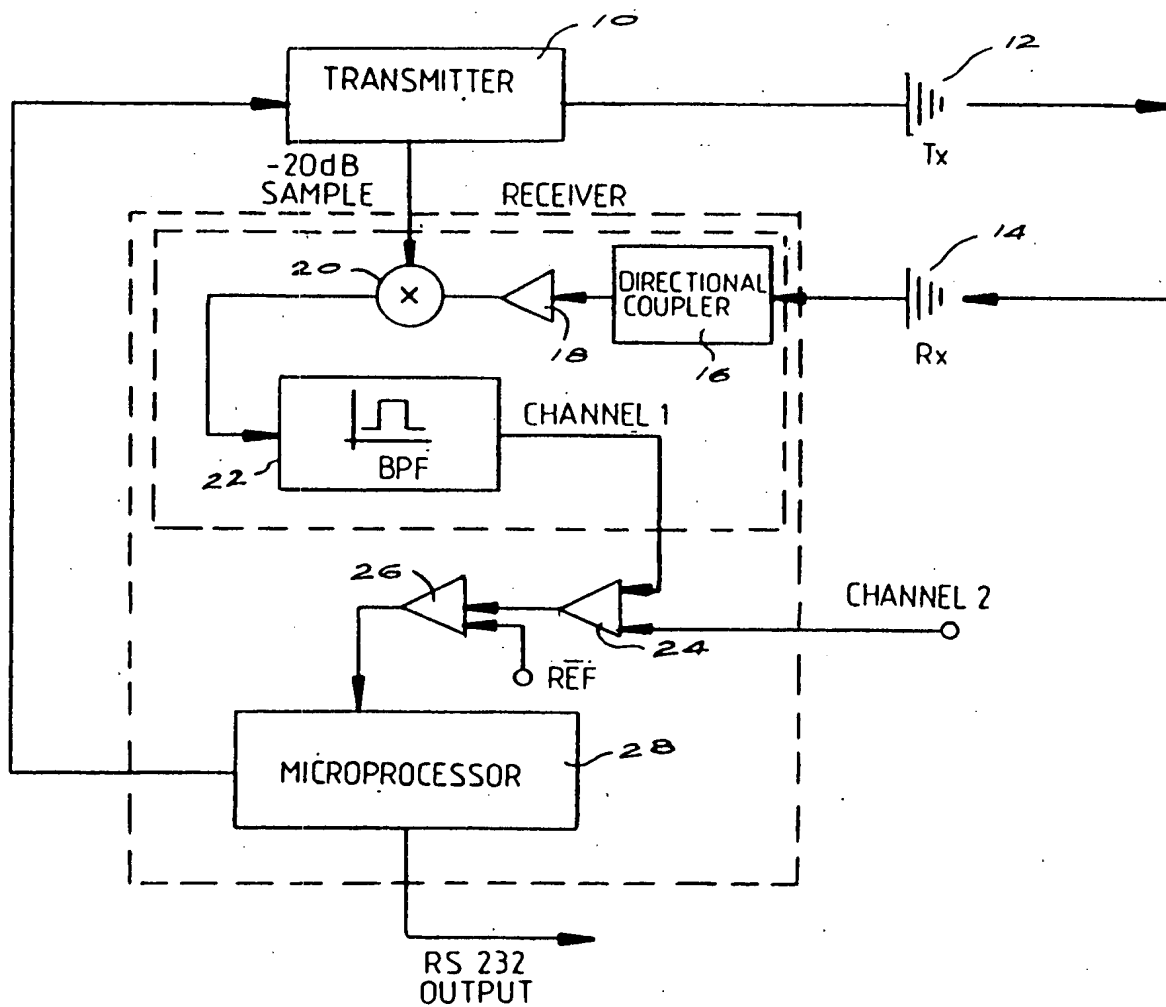 10
TRANSMITTER
12
Tx
-20dB
SAMPLE
RECEIVER
14
20
×
DIRECTIONAL
COUPLER
18
16
Rx
CHANNEL 1
22
BPF
26
CHANNEL 2
24
REF
28
MICROPROCESSOR
RS 232
OUTPUT